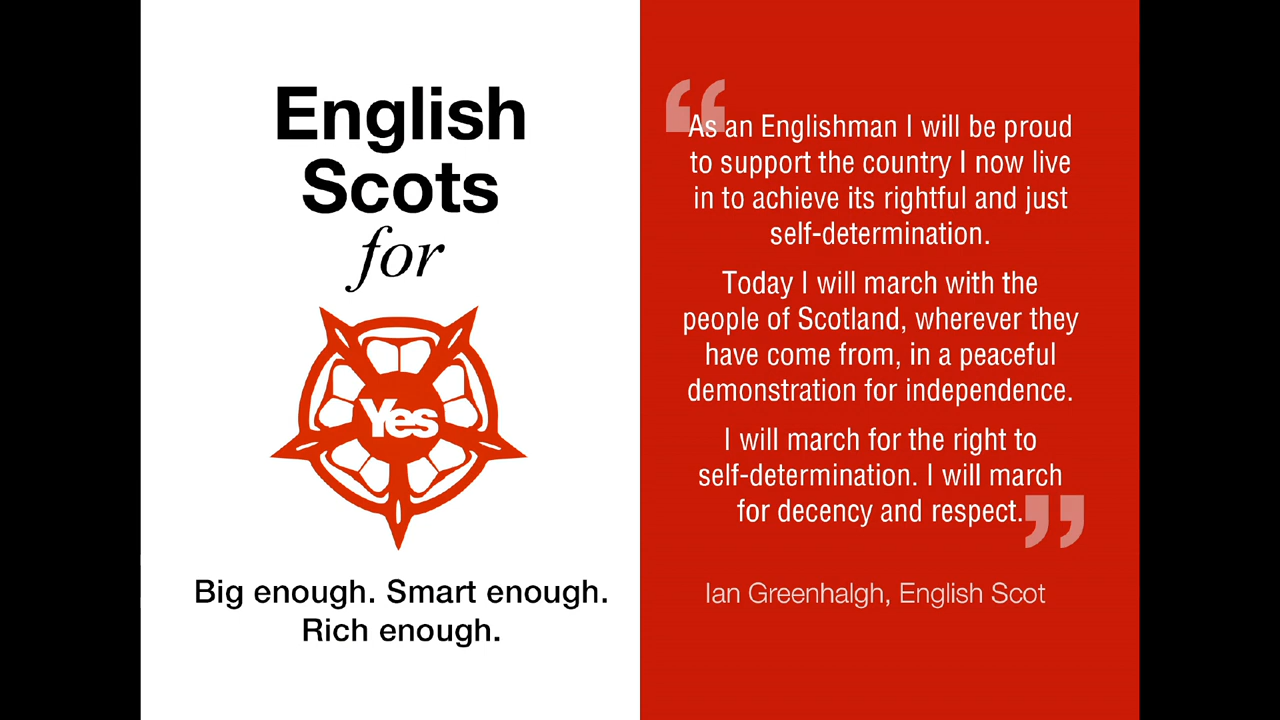 English
Scots
for
Yes
Big enough. Smart enough.
Rich enough.
“
As an Englishman I will be proud
to support the country I now live
in to achieve its rightful and just
self-determination.
Today I will march with the
people of Scotland, wherever they
have come from, in a peaceful
demonstration for independence.
I will march for the right to
self-determination. I will march
for decency and respect.
”
Ian Greenhalgh, English Scot